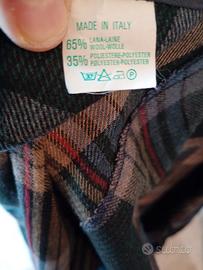 MADE IN ITALY
65% LANA-LAINE
WOOL-WOLLE
35% POLIESTERE-POLYESTER
POLYESTER-POLYESTER
P
Subito